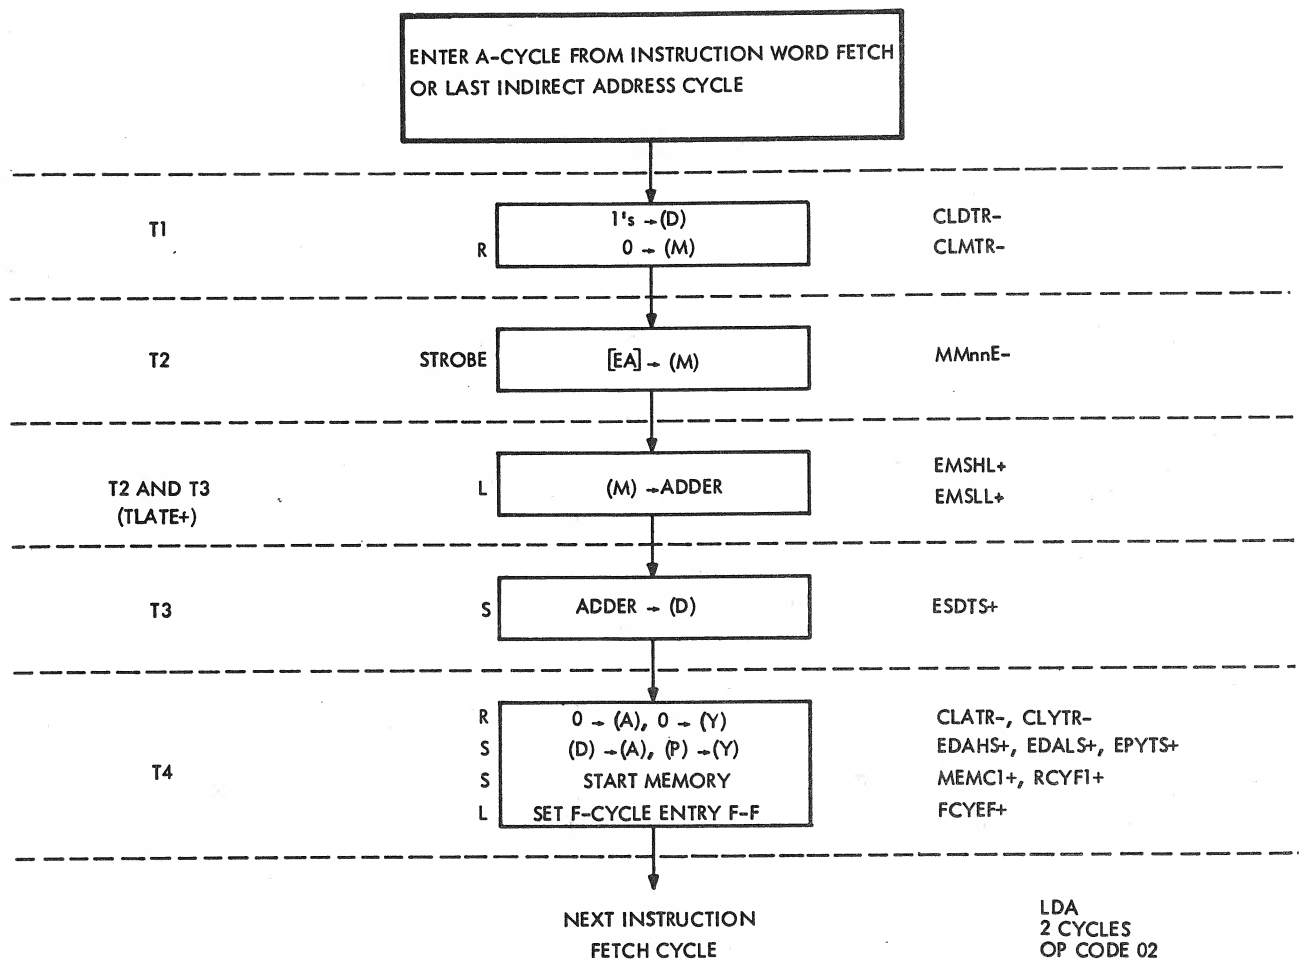 ENTER A-CYCLE FROM INSTRUCTION WORD FETCH
OR LAST INDIRECT ADDRESS CYCLE
T1
1's → (D)
CLDTR-
R
0 → (M)
CLMTR-
T2
STROBE
[EA] → (M)
MMnnE-
T2 AND T3
(TLATE+)
L
(M) → ADDER
EMSHL+
EMSLL+
T3
S
ADDER → (D)
ESDTS+
T4
R
0 → (A), 0 → (Y)
CLATR-, CLYTR-
S
(D) → (A), (P) → (Y)
EDAHS+, EDALS+, EPYTS+
S
START MEMORY
MEMC1+, RCYF1+
L
SET F-CYCLE ENTRY F-F
FCYEF+
NEXT INSTRUCTION
FETCH CYCLE
LDA
2 CYCLES
OP CODE 02